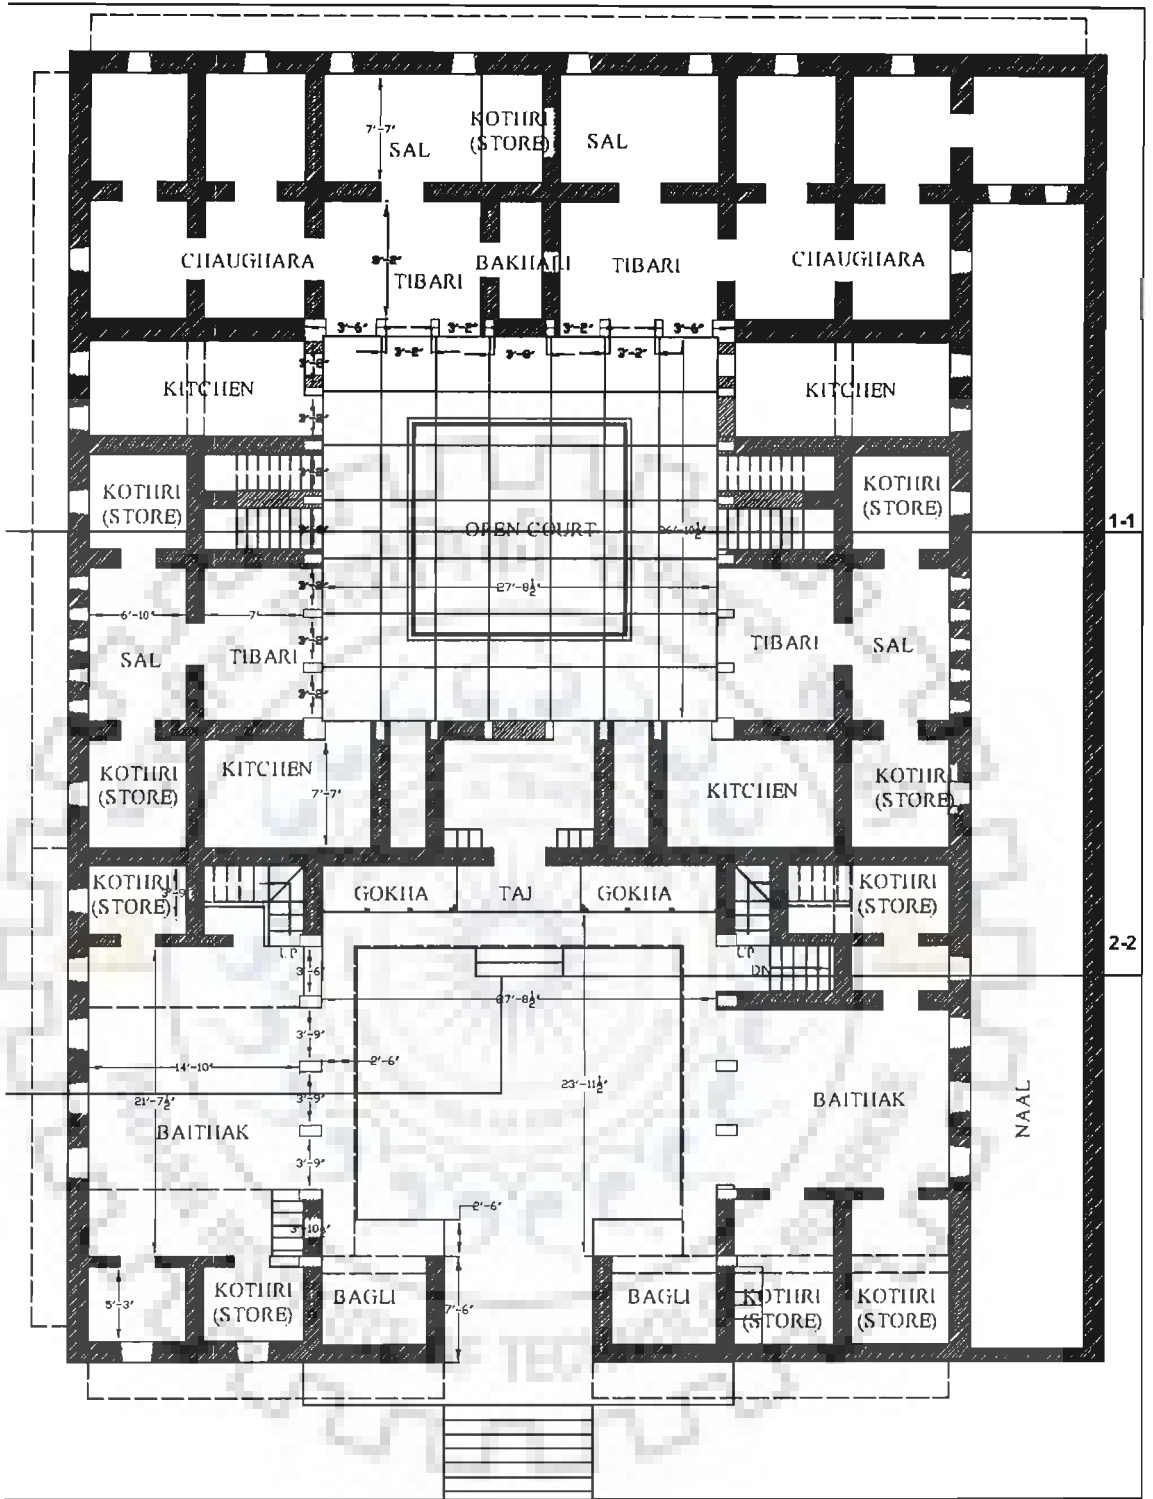 KOTHRI
(STORE)
7'-7"
SAL
SAL
CHAUGHARA
TIBARI
BAKHALI
TIBARI
CHAUGHARA
3'-6" 3'-2" 3'-2" 3'-6"
3'-2" 3'-2"
KITCHEN
KITCHEN
KOTHRI
(STORE)
KOTHRI
(STORE)
1-1
OPEN COURT
26'-10½"
27'-8½"
6'-10"
7'
SAL
TIBARI
TIBARI
SAL
KOTHRI
(STORE)
KITCHEN
7'-7"
KITCHEN
KOTHRI
(STORE)
KOTHRI
(STORE)
GOKHA
TAJ
GOKHA
KOTHRI
(STORE)
2-2
UP
UP
DN
3'-6"
27'-8½"
3'-9"
2'-6"
14'-10"
21'-7½"
23'-11½"
3'-9"
BAITHAK
BAITHAK
NAAL
3'-9"
2'-6"
5'-3"
KOTHRI
(STORE)
BAGLI
7'-6"
BAGLI
KOTHRI
(STORE)
KOTHRI
(STORE)